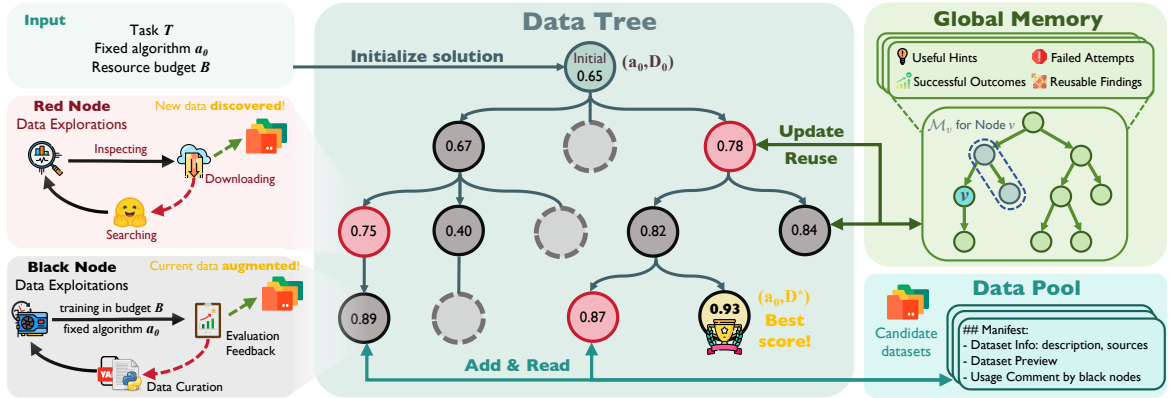 Input
Task T
Fixed algorithm a₀
Resource budget B
Red Node
Data Explorations
New data discovered!
Inspecting
Downloading
Searching
Black Node
Data Exploitations
Current data augmented!
training in budget B
fixed algorithm a₀
Evaluation
Feedback
YAML
Data Curation
Data Tree
Initialize solution
Initial
0.65
(a₀,D₀)
0.67
0.78
0.75
0.40
0.82
0.84
0.89
0.87
0.93
(a₀,D*)
Best
score!
Update
Reuse
Add & Read
Global Memory
Useful Hints
Failed Attempts
Successful Outcomes
Reusable Findings
ℳᵥ for Node v
v
Data Pool
Candidate
datasets
## Manifest:
- Dataset Info: description, sources
- Dataset Preview
- Usage Comment by black nodes